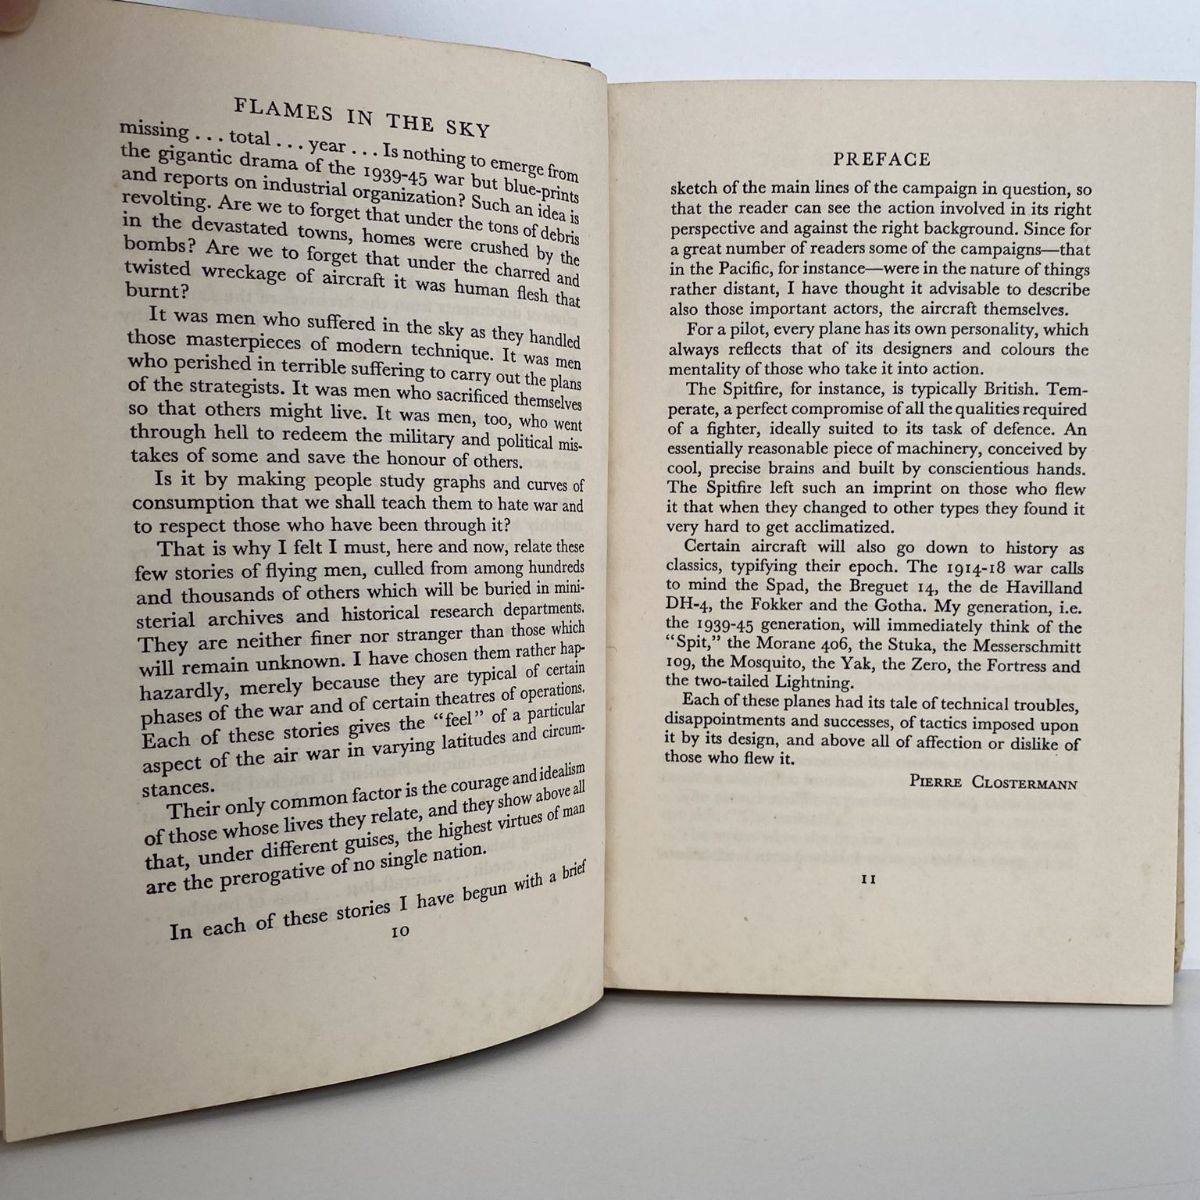 FLAMES IN THE SKY
missing . . . total . . . year . . . Is nothing to emerge from
the gigantic drama of the 1939-45 war but blue-prints
and reports on industrial organization? Such an idea is
revolting. Are we to forget that under the tons of debris
in the devastated towns, homes were crushed by the
bombs? Are we to forget that under the charred and
twisted wreckage of aircraft it was human flesh that
burnt?
It was men who suffered in the sky as they handled
those masterpieces of modern technique. It was men
who perished in terrible suffering to carry out the plans
of the strategists. It was men who sacrificed themselves
so that others might live. It was men, too, who went
through hell to redeem the military and political mis-
takes of some and save the honour of others.
Is it by making people study graphs and curves of
consumption that we shall teach them to hate war and
to respect those who have been through it?
That is why I felt I must, here and now, relate these
few stories of flying men, culled from among hundreds
and thousands of others which will be buried in mini-
sterial archives and historical research departments.
They are neither finer nor stranger than those which
will remain unknown. I have chosen them rather hap-
hazardly, merely because they are typical of certain
phases of the war and of certain theatres of operations.
Each of these stories gives the "feel" of a particular
aspect of the air war in varying latitudes and circum-
stances.
Their only common factor is the courage and idealism
of those whose lives they relate, and they show above all
that, under different guises, the highest virtues of man
are the prerogative of no single nation.
In each of these stories I have begun with a brief
10
PREFACE
sketch of the main lines of the campaign in question, so
that the reader can see the action involved in its right
perspective and against the right background. Since for
a great number of readers some of the campaigns—that
in the Pacific, for instance—were in the nature of things
rather distant, I have thought it advisable to describe
also those important actors, the aircraft themselves.
For a pilot, every plane has its own personality, which
always reflects that of its designers and colours the
mentality of those who take it into action.
The Spitfire, for instance, is typically British. Tem-
perate, a perfect compromise of all the qualities required
of a fighter, ideally suited to its task of defence. An
essentially reasonable piece of machinery, conceived by
cool, precise brains and built by conscientious hands.
The Spitfire left such an imprint on those who flew
it that when they changed to other types they found it
very hard to get acclimatized.
Certain aircraft will also go down to history as
classics, typifying their epoch. The 1914-18 war calls
to mind the Spad, the Breguet 14, the de Havilland
DH-4, the Fokker and the Gotha. My generation, i.e.
the 1939-45 generation, will immediately think of the
"Spit," the Morane 406, the Stuka, the Messerschmitt
109, the Mosquito, the Yak, the Zero, the Fortress and
the two-tailed Lightning.
Each of these planes had its tale of technical troubles,
disappointments and successes, of tactics imposed upon
it by its design, and above all of affection or dislike of
those who flew it.
PIERRE CLOSTERMANN
11